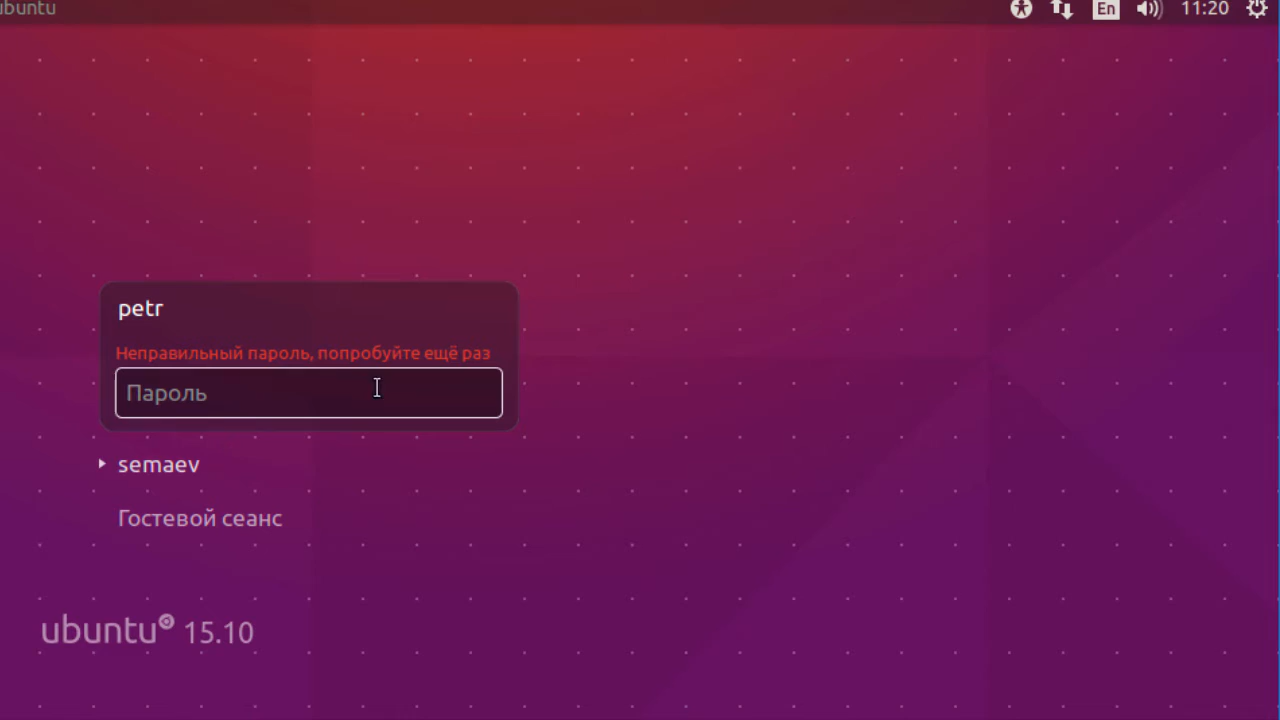 ubuntu
En
11:20
petr
Неправильный пароль, попробуйте ещё раз
Пароль
semaev
Гостевой сеанс
ubuntu 15.10